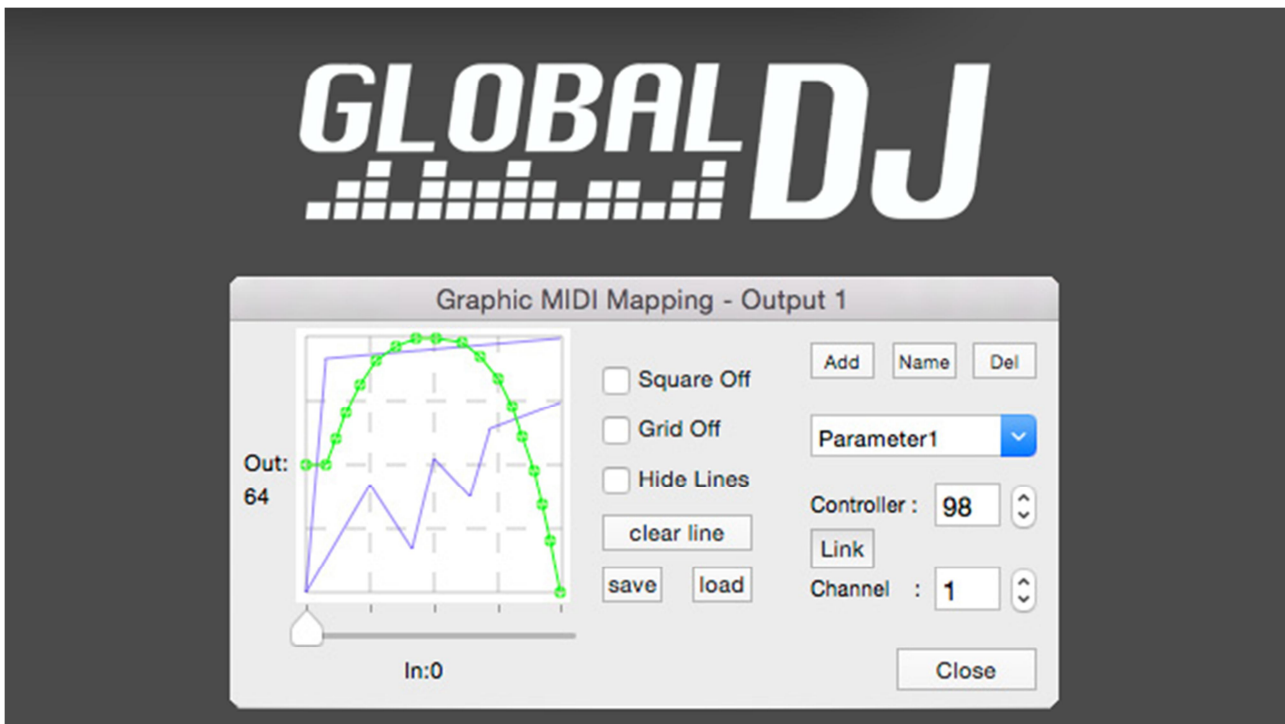 GLOBAL DJ
Graphic MIDI Mapping - Output 1
Out:
64
In:0
Square Off
Grid Off
Hide Lines
clear line
save load
Add Name Del
Parameter1
Controller : 98
Link
Channel : 1
Close